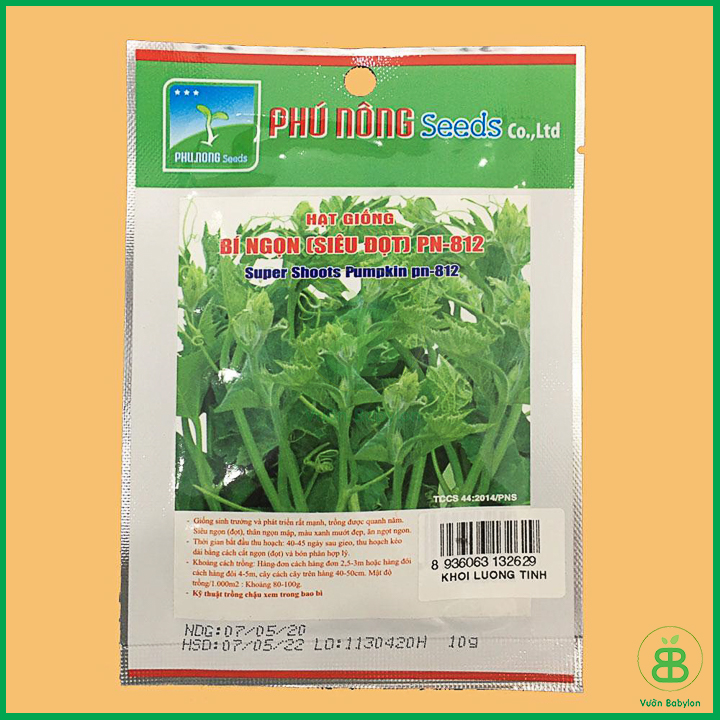 PHÚ NÔNG Seeds Co.,Ltd
PHU NONG Seeds
HẠT GIỐNG
BÍ NGỌN (SIÊU ĐỌT) PN-812
Super Shoots Pumpkin pn-812
TCCS 44:2014/PNS
- Giống sinh trưởng và phát triển rất mạnh, trồng được quanh năm.
Siêu ngọn (đọt), thân ngọn mập, màu xanh mướt đẹp, ăn ngọt ngon.
- Thời gian bắt đầu thu hoạch: 40-45 ngày sau gieo, thu hoạch kéo
dài bằng cách cắt ngọn (đọt) và bón phân hợp lý.
- Khoảng cách trồng: Hàng đơn cách hàng đơn 2,5-3m hoặc hàng đôi
cách hàng đôi 4-5m, cây cách cây trên hàng 40-50cm. Mật độ
trồng/1.000m2 : Khoảng 80-100g.
- Kỹ thuật trồng chậu xem trong bao bì
8 936063 132629
KHOI LUONG TINH
NDG:07/05/20
HSD:07/05/22 LO:1130420H 10g
Vườn Babylon